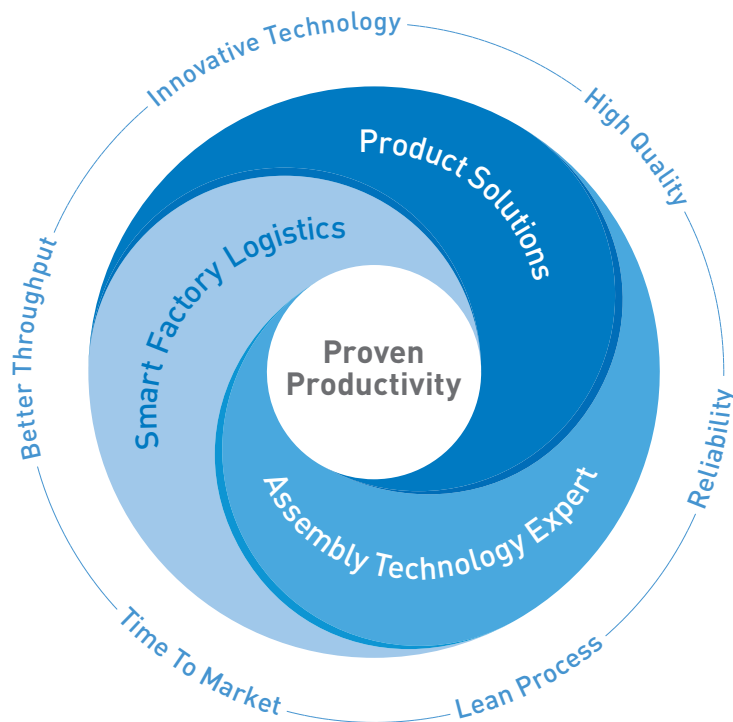 Innovative Technology
High Quality
Reliability
Lean Process
Time To Market
Better Throughput
Product Solutions
Assembly Technology Expert
Smart Factory Logistics
Proven
Productivity